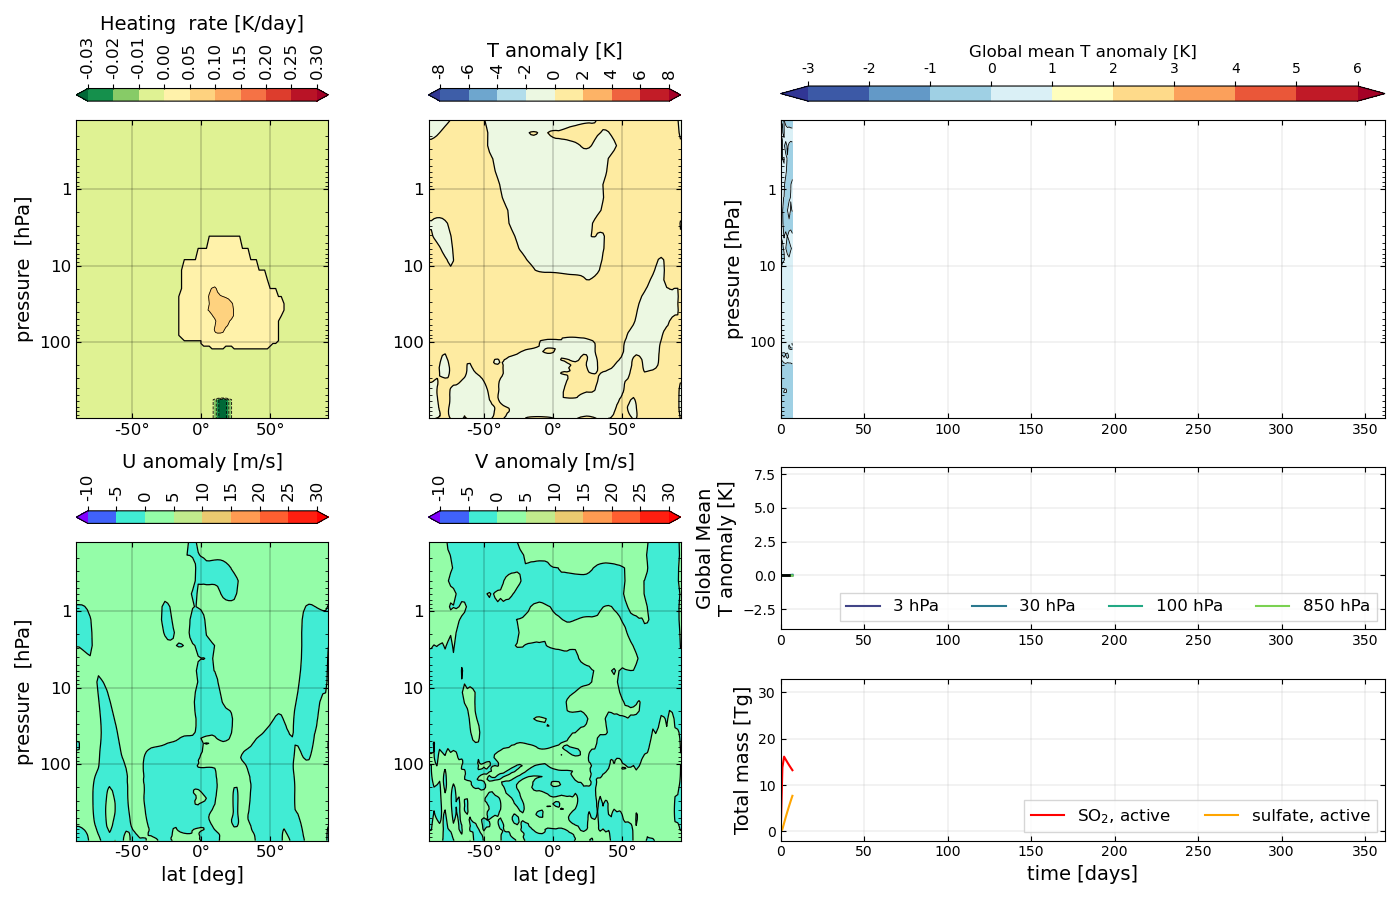 Heating  rate [K/day]
-0.03 -0.02 -0.01 0.00 0.05 0.10 0.15 0.20 0.25 0.30
pressure  [hPa]
1
10
100
-50° 0° 50°
T anomaly [K]
-8 -6 -4 -2 0 2 4 6 8
1
10
100
-50° 0° 50°
Global mean T anomaly [K]
-3 -2 -1 0 1 2 3 4 5 6
pressure  [hPa]
1
10
100
0 50 100 150 200 250 300 350
U anomaly [m/s]
-10 -5 0 5 10 15 20 25 30
pressure  [hPa]
1
10
100
-50° 0° 50°
lat [deg]
V anomaly [m/s]
-10 -5 0 5 10 15 20 25 30
1
10
100
-50° 0° 50°
lat [deg]
Global Mean
T anomaly [K]
7.5
5.0
2.5
0.0
−2.5
3 hPa 30 hPa 100 hPa 850 hPa
0 50 100 150 200 250 300 350
Total mass [Tg]
30
20
10
0
SO₂, active sulfate, active
0 50 100 150 200 250 300 350
time [days]